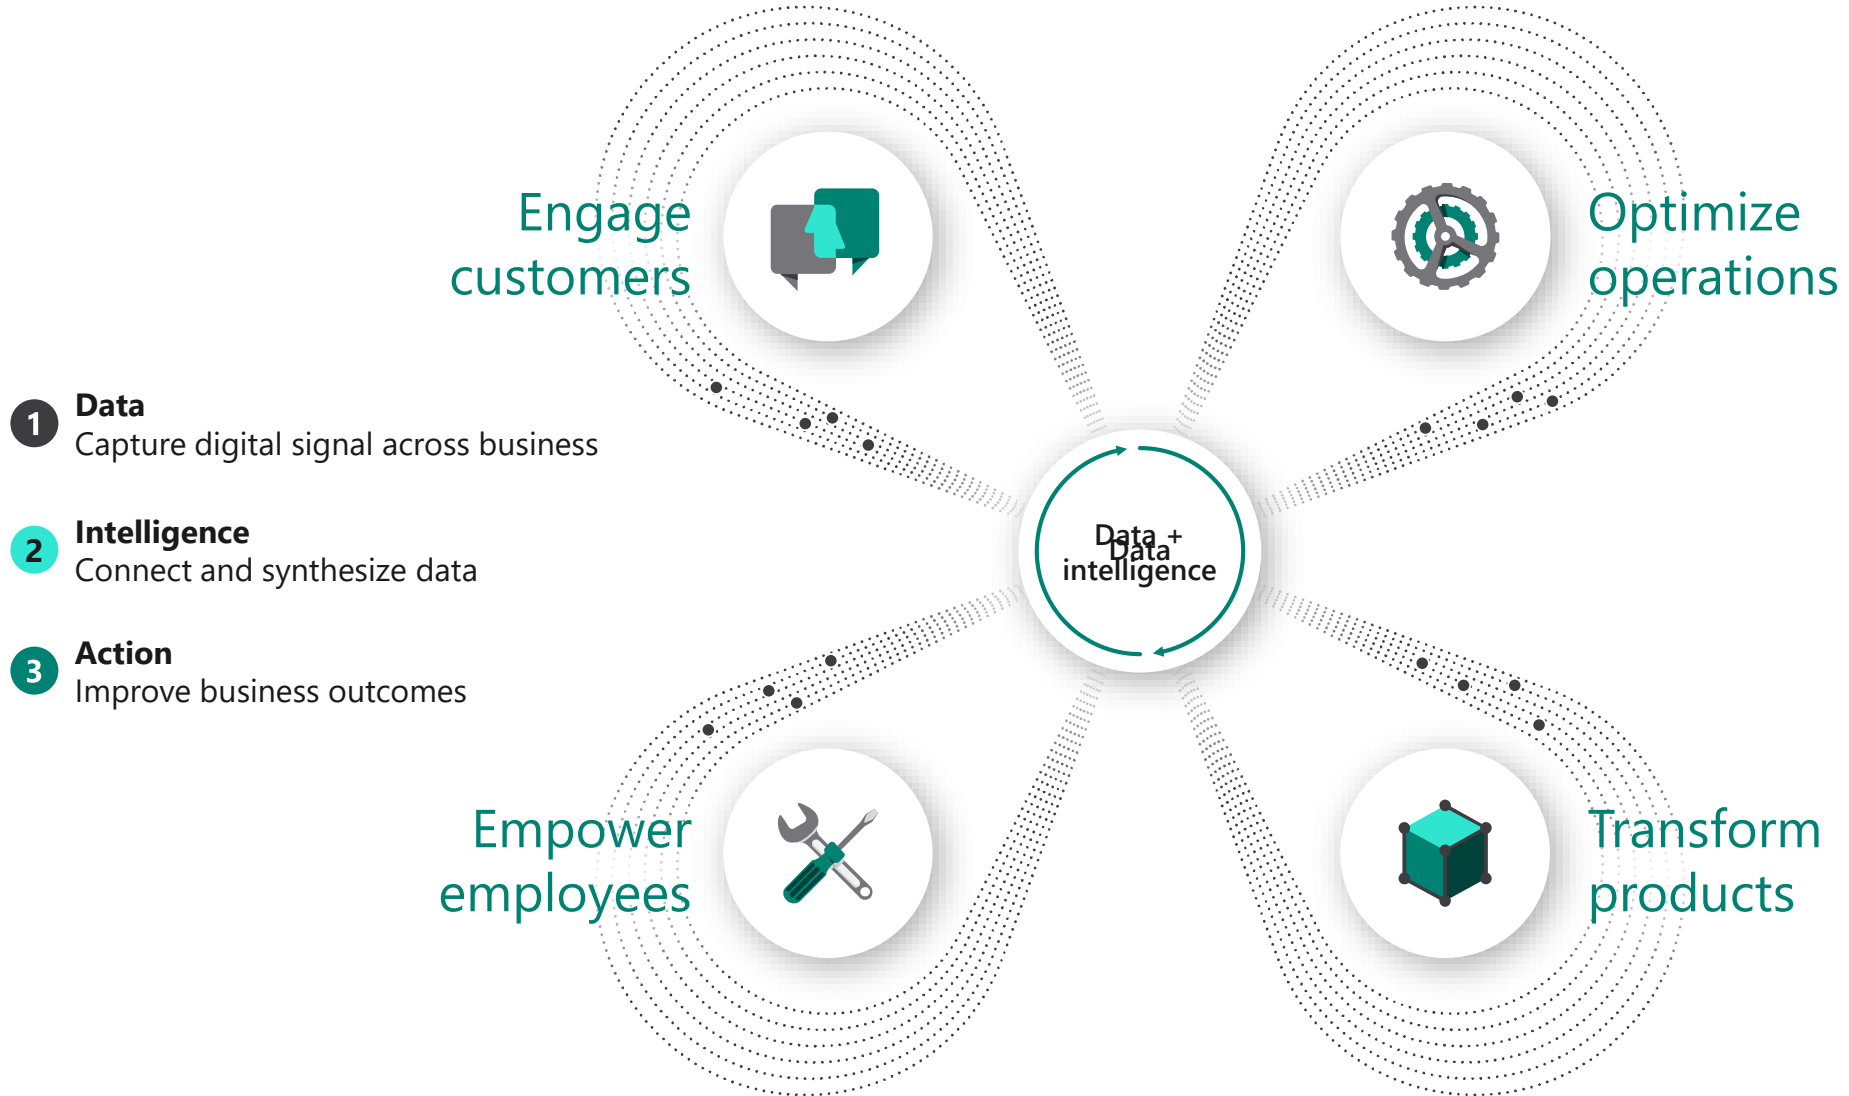 Engage
customers
Optimize
operations
1
Data
Capture digital signal across business
2
Intelligence
Connect and synthesize data
3
Action
Improve business outcomes
Data +
Data
intelligence
Empower
employees
Transform
products